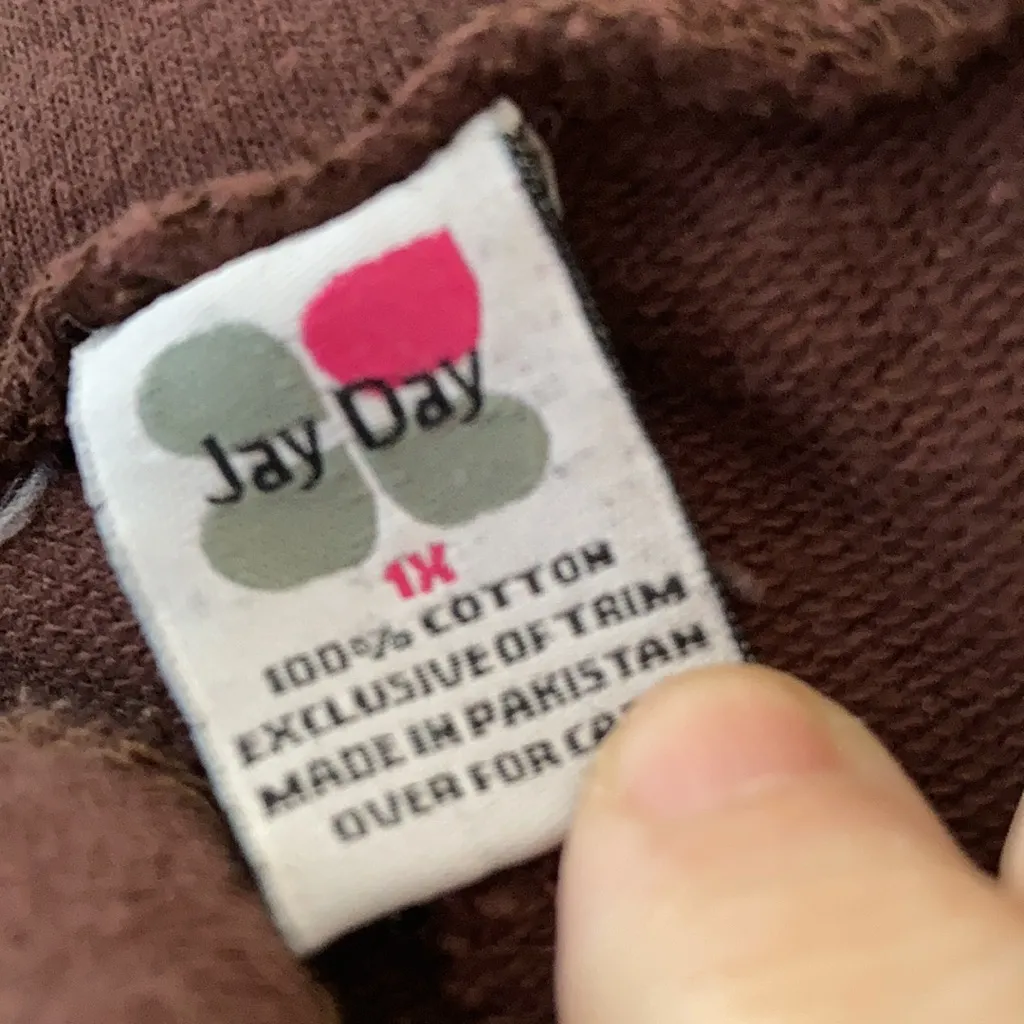 Jay Day
1X
100% COTTON
EXCLUSIVE OF TRIM
MADE IN PAKISTAN
OVER FOR